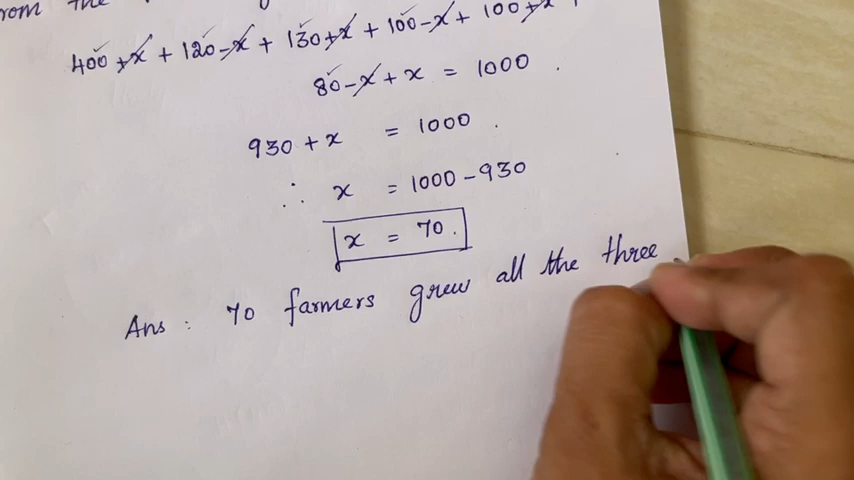 rom the
400 + x + 120 - x + 130 + x + 100 - x + 100 + x +
80 - x + x = 1000 .
930 + x = 1000 .
∴ x = 1000 - 930
x = 70 .
Ans : 70 farmers grew all the three